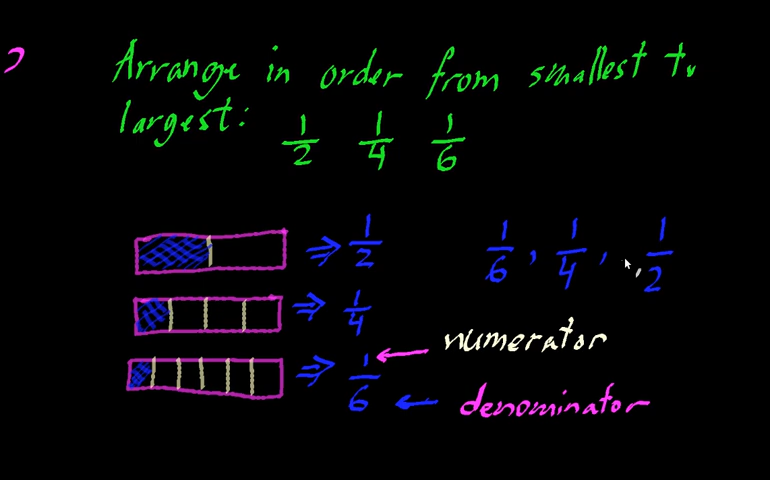 Arrange in order from smallest to
largest: 1/2 1/4 1/6
⇒ 1/2
1/6, 1/4, 1/2
⇒ 1/4
numerator
⇒ 1/6
denominator